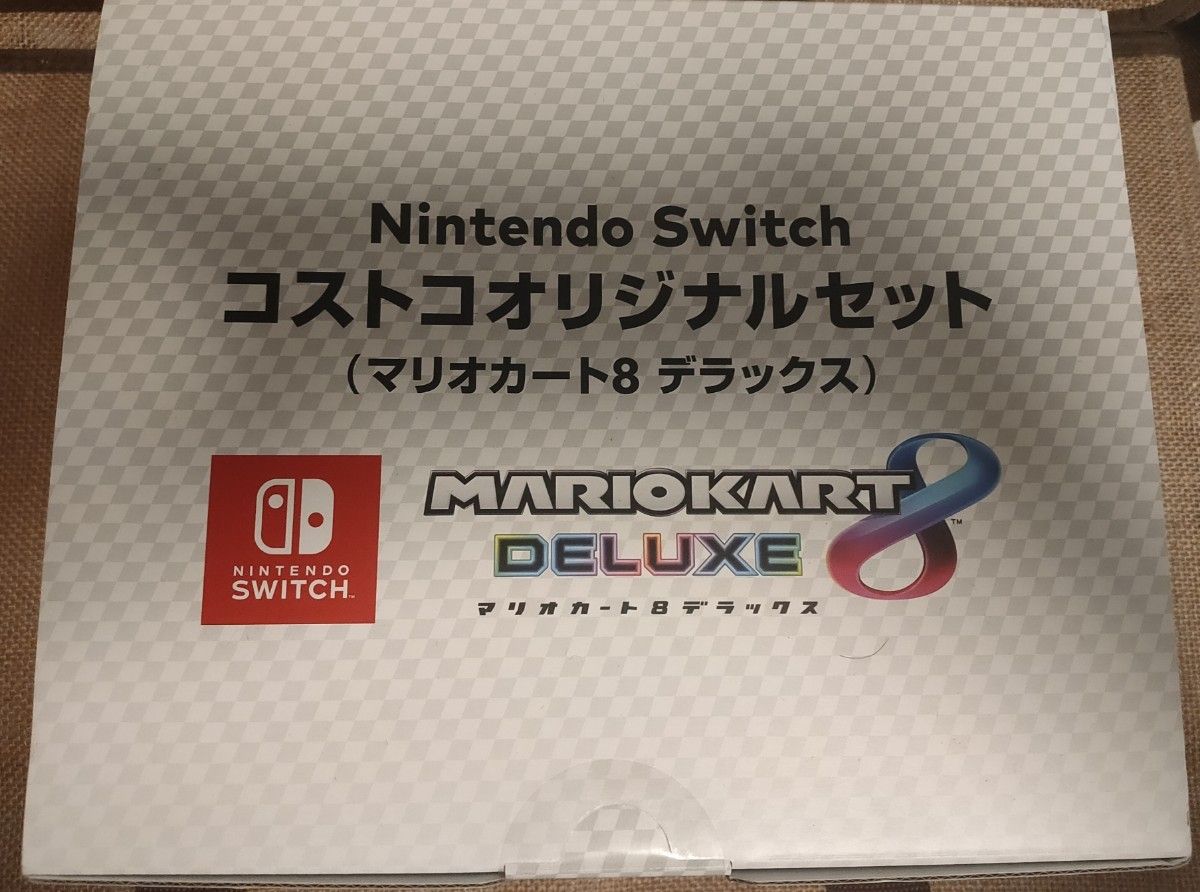 Nintendo Switch
コストコオリジナルセット
（マリオカート8 デラックス）
NINTENDO
SWITCH™
MARIOKART 8™
DELUXE
マリオカート8デラックス